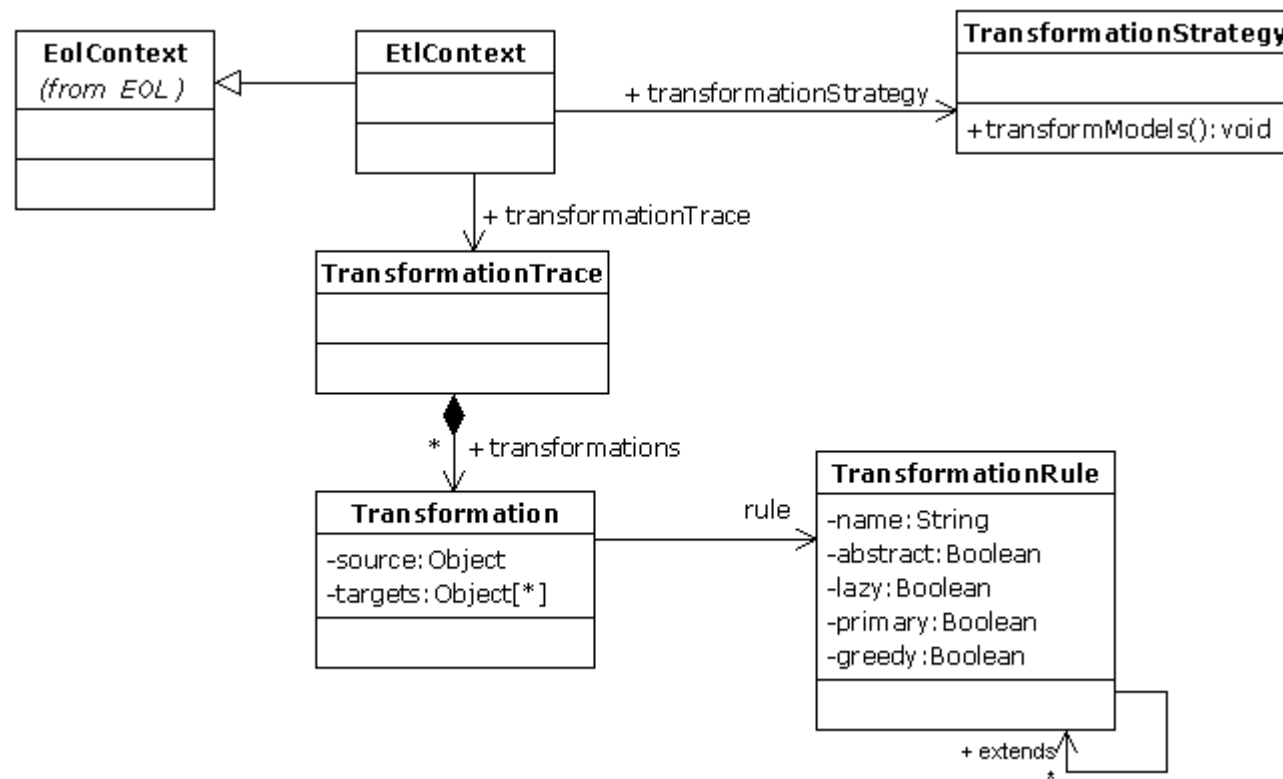 EolContext
(from EOL)
EtlContext
TransformationStrategy
+transformModels():void
+ transformationStrategy
+ transformationTrace
TransformationTrace
* + transformations
Transformation
-source:Object
-targets:Object[*]
rule
TransformationRule
-name:String
-abstract:Boolean
-lazy:Boolean
-primary:Boolean
-greedy:Boolean
+ extends
*